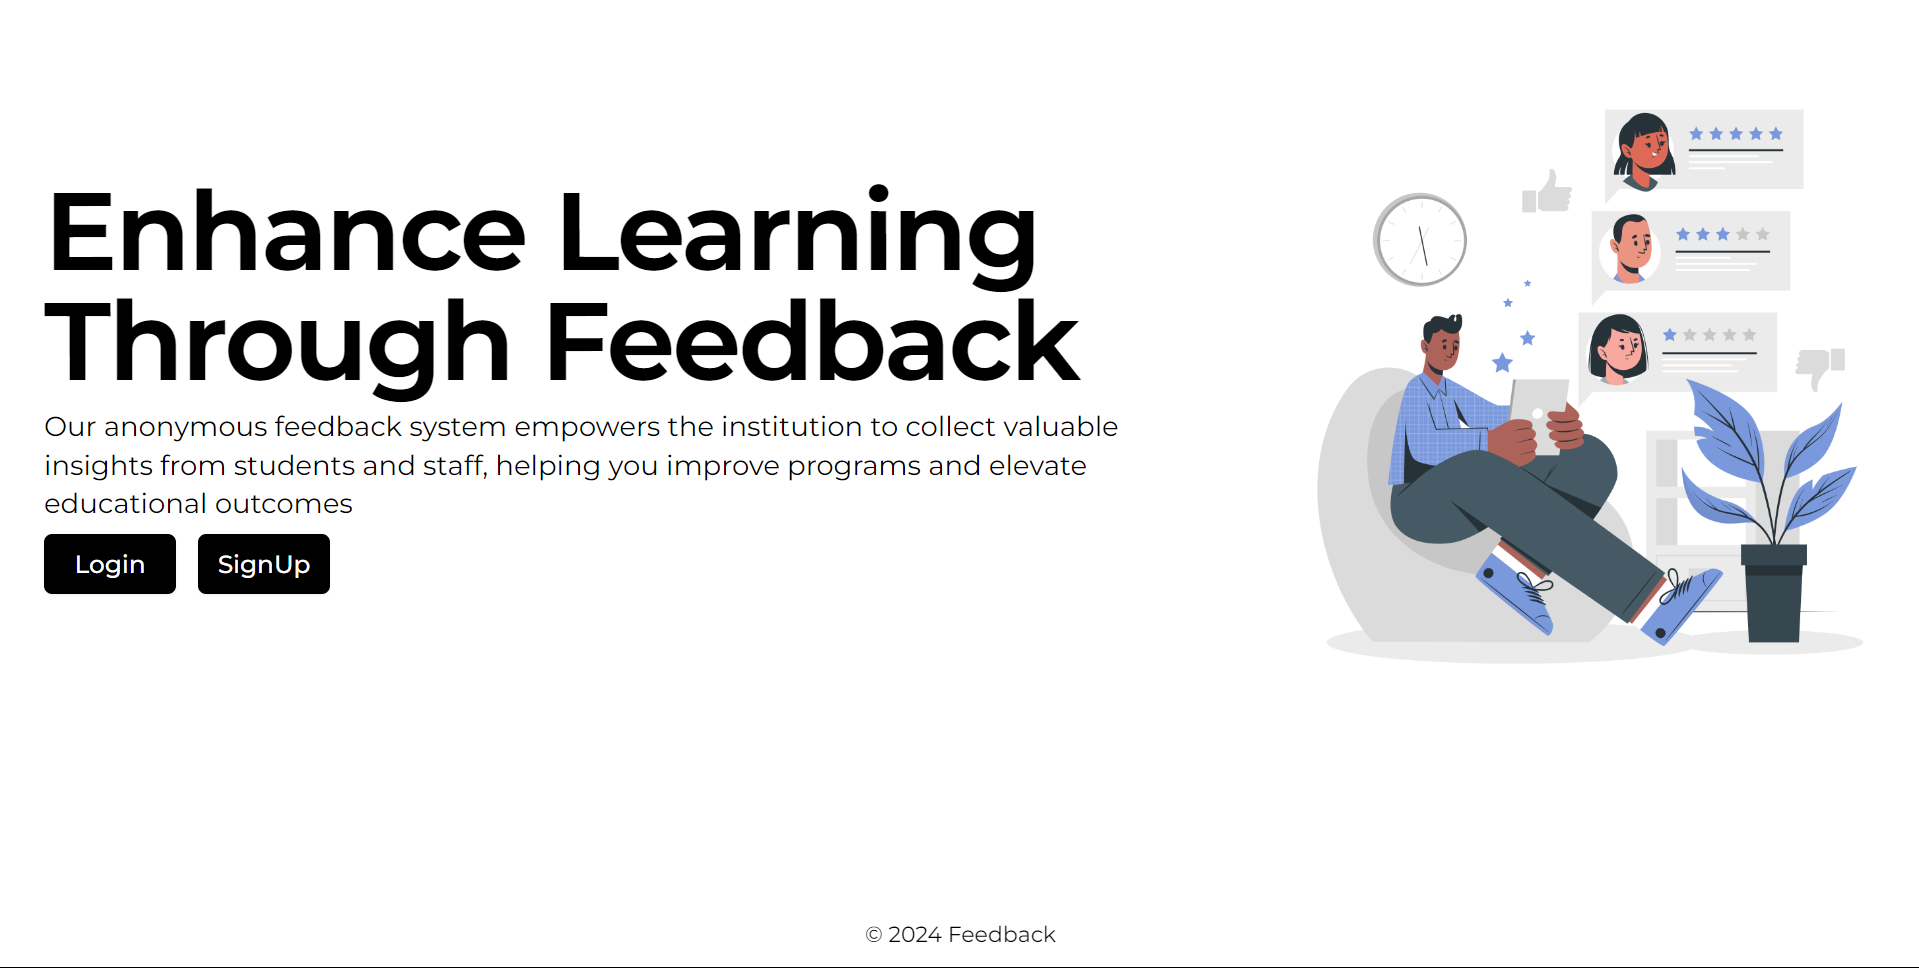 Enhance Learning
Through Feedback
Our anonymous feedback system empowers the institution to collect valuable
insights from students and staff, helping you improve programs and elevate
educational outcomes
Login SignUp
© 2024 Feedback